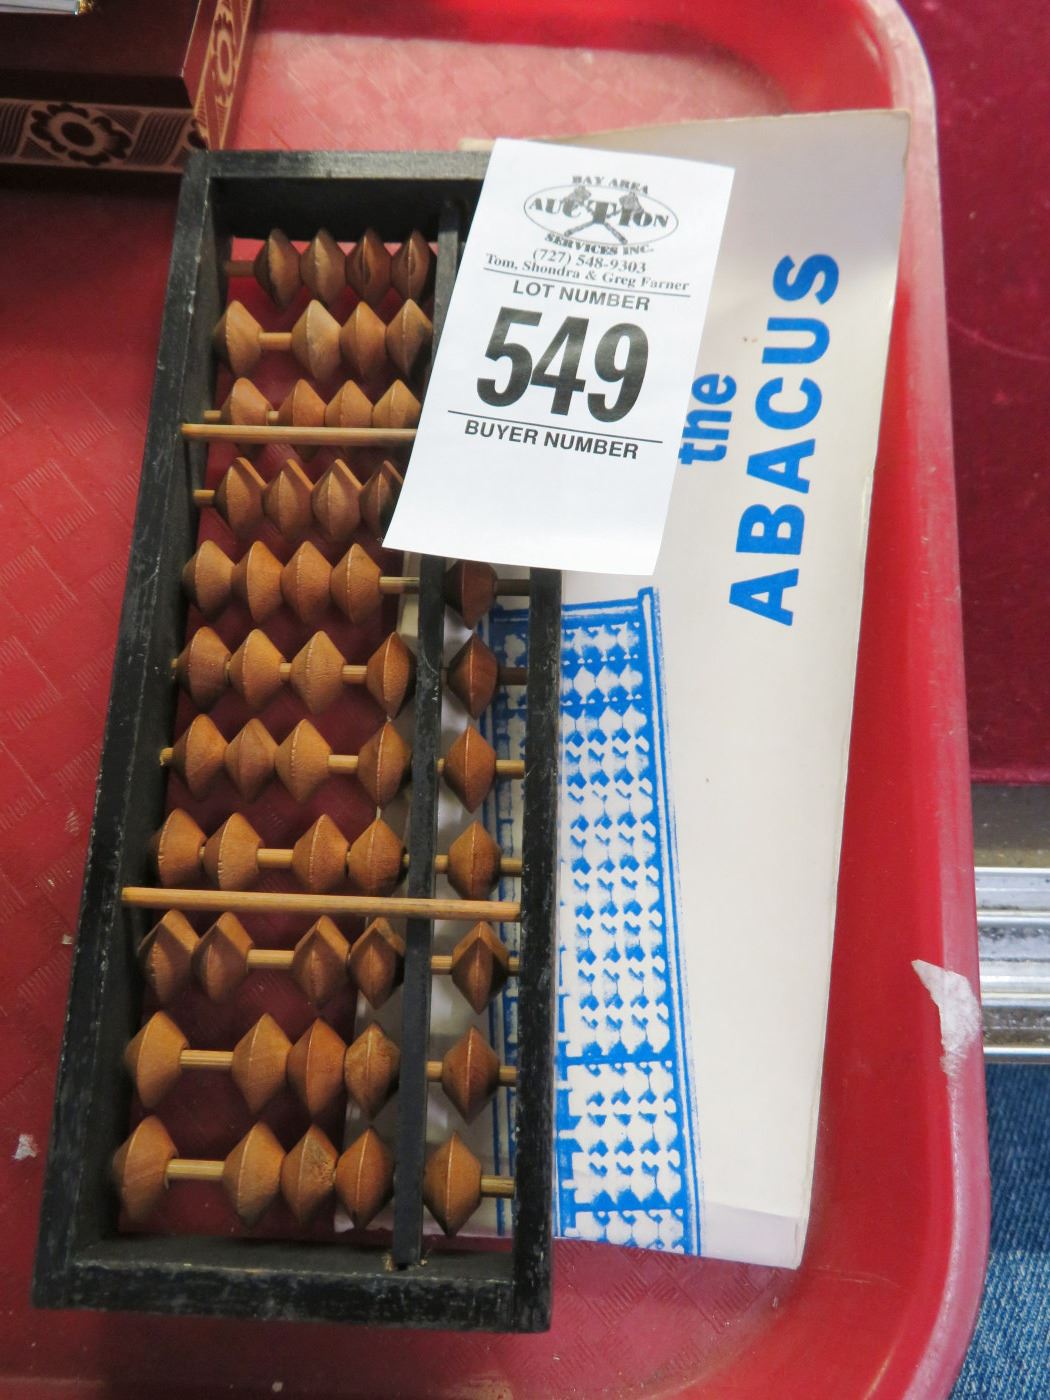 BAY AREA
AUCTION
SERVICES INC.
(727) 548-9303
Tom, Shondra & Greg Farner
LOT NUMBER
549
BUYER NUMBER
the
ABACUS